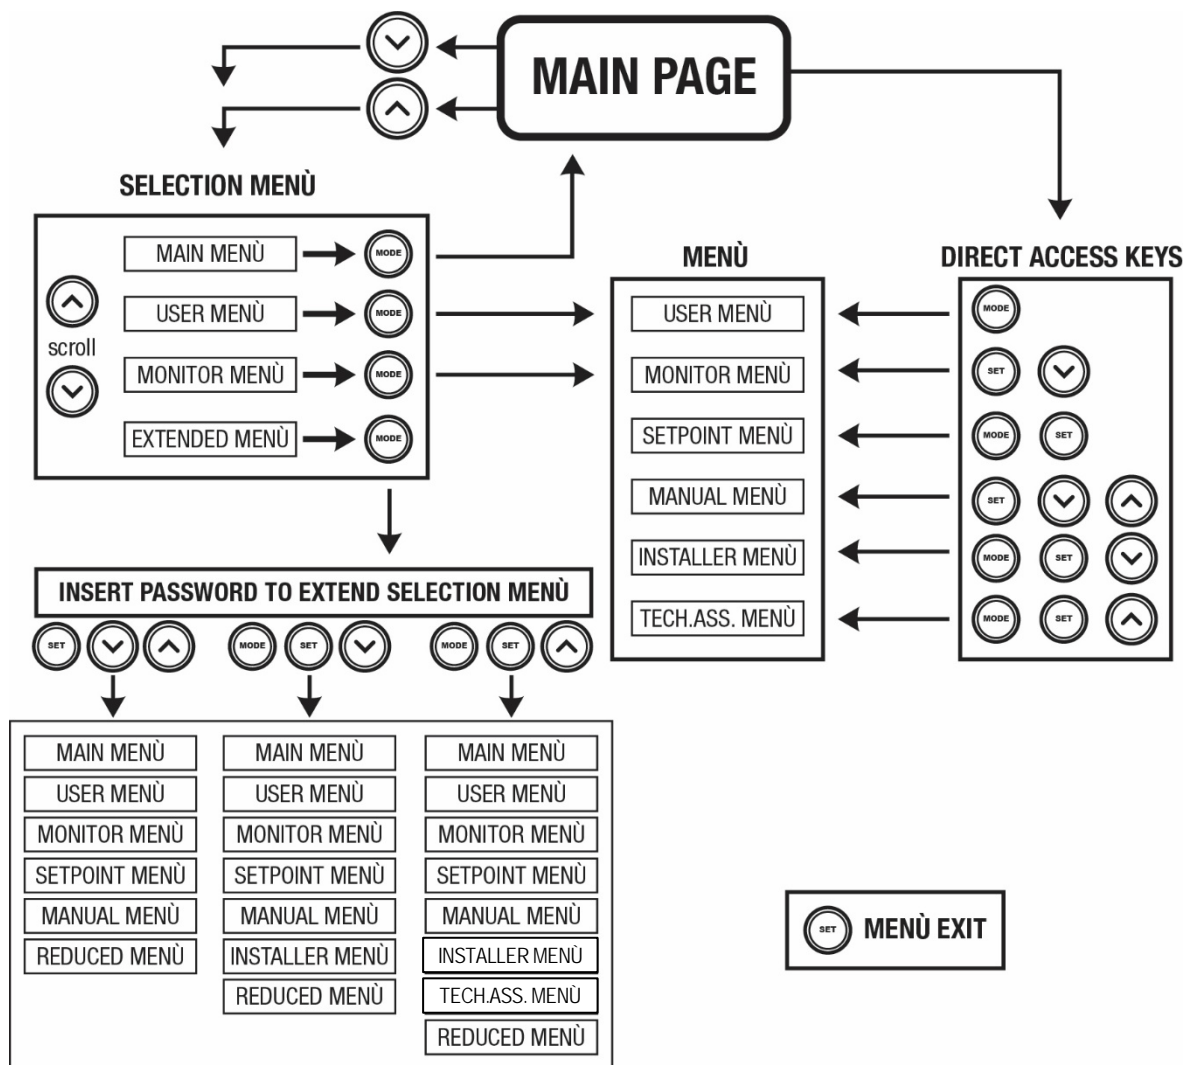 MAIN PAGE
SELECTION MENÙ
MAIN MENÙ MODE
USER MENÙ MODE
scroll
MONITOR MENÙ MODE
EXTENDED MENÙ MODE
MENÙ
USER MENÙ
MONITOR MENÙ
SETPOINT MENÙ
MANUAL MENÙ
INSTALLER MENÙ
TECH.ASS. MENÙ
DIRECT ACCESS KEYS
MODE
SET
MODE SET
SET
MODE SET
MODE SET
INSERT PASSWORD TO EXTEND SELECTION MENÙ
SET MODE SET MODE SET
MAIN MENÙ
USER MENÙ
MONITOR MENÙ
SETPOINT MENÙ
MANUAL MENÙ
REDUCED MENÙ
MAIN MENÙ
USER MENÙ
MONITOR MENÙ
SETPOINT MENÙ
MANUAL MENÙ
INSTALLER MENÙ
REDUCED MENÙ
MAIN MENÙ
USER MENÙ
MONITOR MENÙ
SETPOINT MENÙ
MANUAL MENÙ
INSTALLER MENÙ
TECH.ASS. MENÙ
REDUCED MENÙ
SET MENÙ EXIT